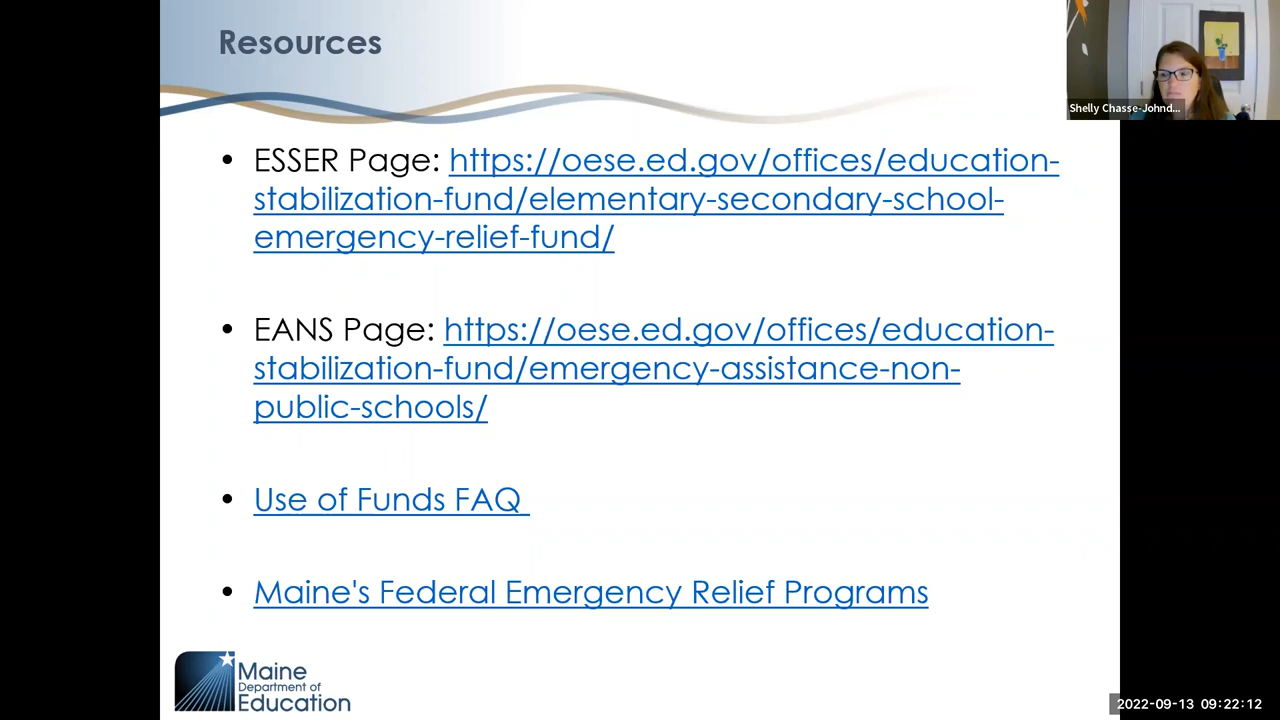 Resources
Shelly Chasse-Johnd...
• ESSER Page: https://oese.ed.gov/offices/education-
stabilization-fund/elementary-secondary-school-
emergency-relief-fund/
• EANS Page: https://oese.ed.gov/offices/education-
stabilization-fund/emergency-assistance-non-
public-schools/
• Use of Funds FAQ
• Maine's Federal Emergency Relief Programs
Maine
Department of
Education
2022-09-13 09:22:12